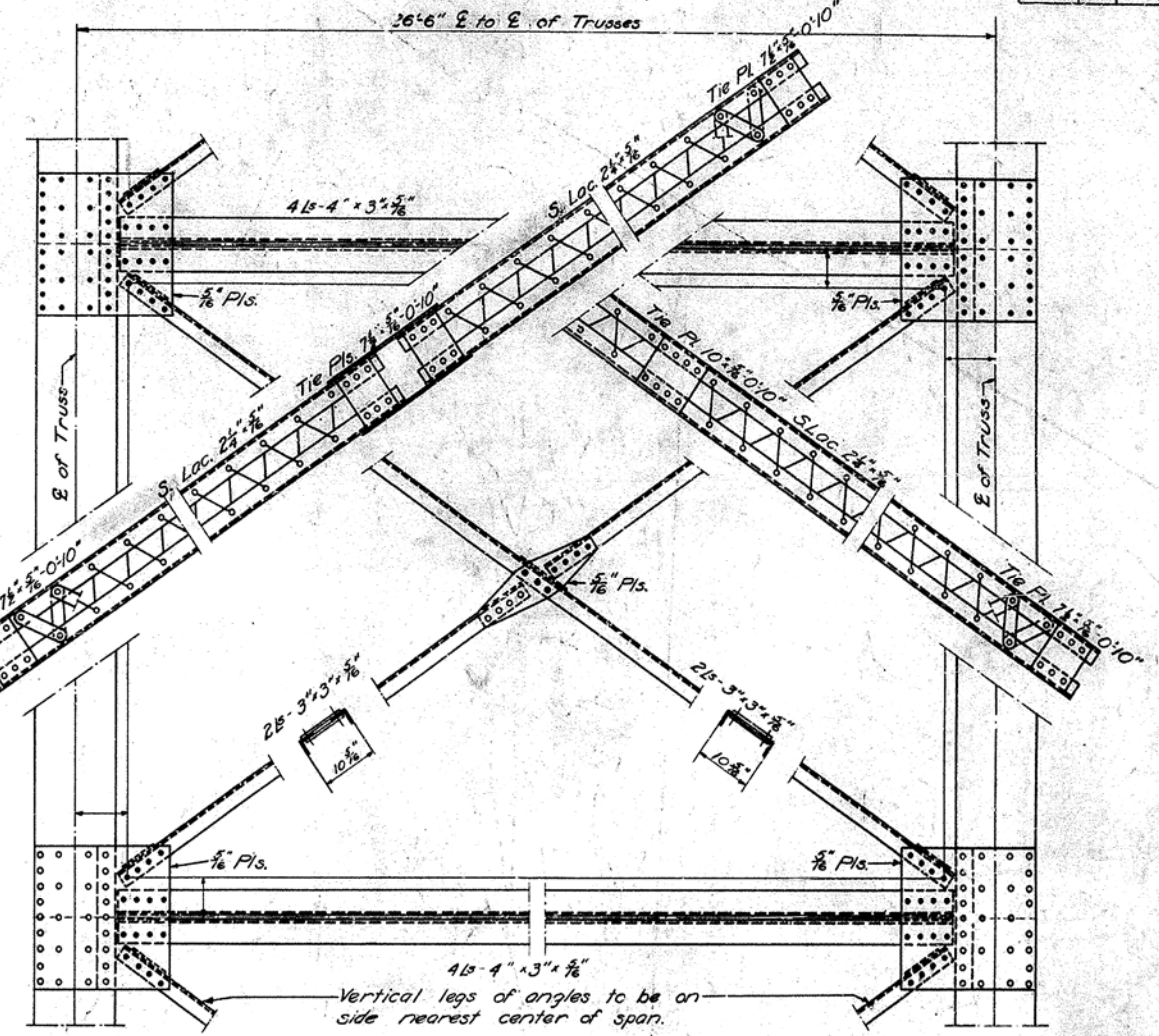 26'-6" ℄ to ℄ of Trusses
Tie Pl. 7½"×5/16"-0'-10"
S. Lac. 2¼"×5/16"
4 Ls - 4" × 3" × 5/16"
5/16" Pls.
5/16" Pls.
Tie Pls. 7½"×5/16"-0'-10"
Tie Pl. 10"×5/16"-0'-10"
S. Lac. 2¼"×5/16"
S. Lac. 2¼"×5/16"
℄ of Truss
℄ of Truss
7½"×5/16"-0'-10"
5/16" Pls.
Tie Pl. 7½"×5/16"-0'-10"
2 Ls - 3"×3"×5/16"
2 Ls - 3"×3"×5/16"
10 5/16"
10 5/16"
5/16" Pls.
5/16" Pls.
4 Ls - 4" × 3" × 5/16"
Vertical legs of angles to be on
side nearest center of span.